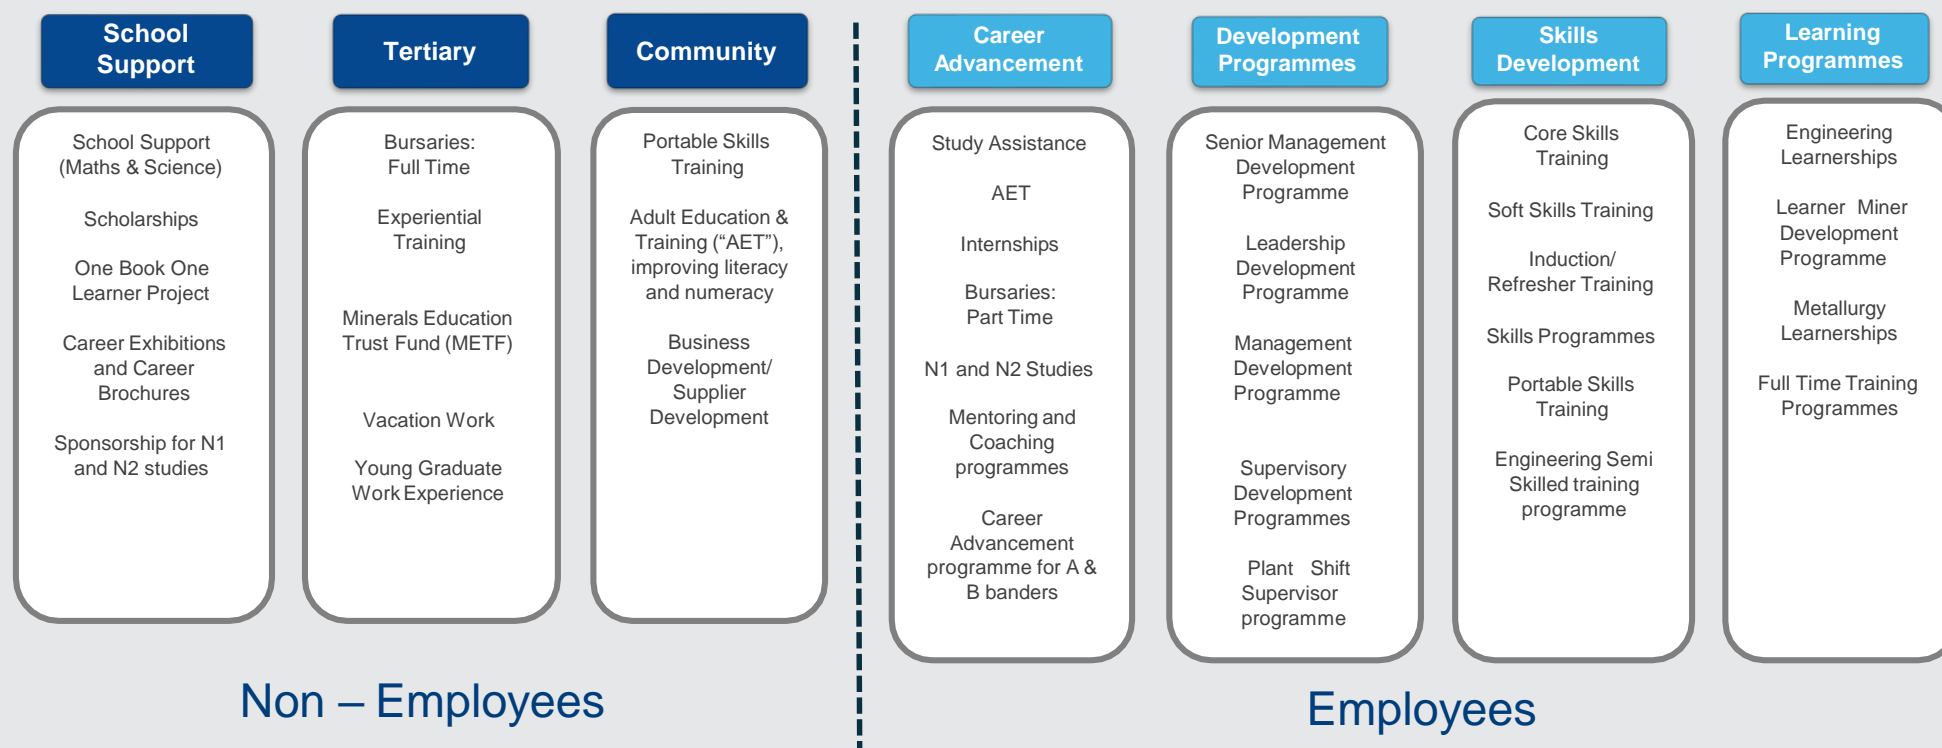 School
Support
Tertiary
Community
Career
Advancement
Development
Programmes
Skills
Development
Learning
Programmes
School Support
(Maths & Science)
Scholarships
One Book One
Learner Project
Career Exhibitions
and Career
Brochures
Sponsorship for N1
and N2 studies
Bursaries:
Full Time
Experiential
Training
Minerals Education
Trust Fund (METF)
Vacation Work
Young Graduate
Work Experience
Portable Skills
Training
Adult Education &
Training (“AET”),
improving literacy
and numeracy
Business
Development/
Supplier
Development
Study Assistance
AET
Internships
Bursaries:
Part Time
N1 and N2 Studies
Mentoring and
Coaching
programmes
Career
Advancement
programme for A &
B banders
Senior Management
Development
Programme
Leadership
Development
Programme
Management
Development
Programme
Supervisory
Development
Programmes
Plant Shift
Supervisor
programme
Core Skills
Training
Soft Skills Training
Induction/
Refresher Training
Skills Programmes
Portable Skills
Training
Engineering Semi
Skilled training
programme
Engineering
Learnerships
Learner Miner
Development
Programme
Metallurgy
Learnerships
Full Time Training
Programmes
Non – Employees
Employees